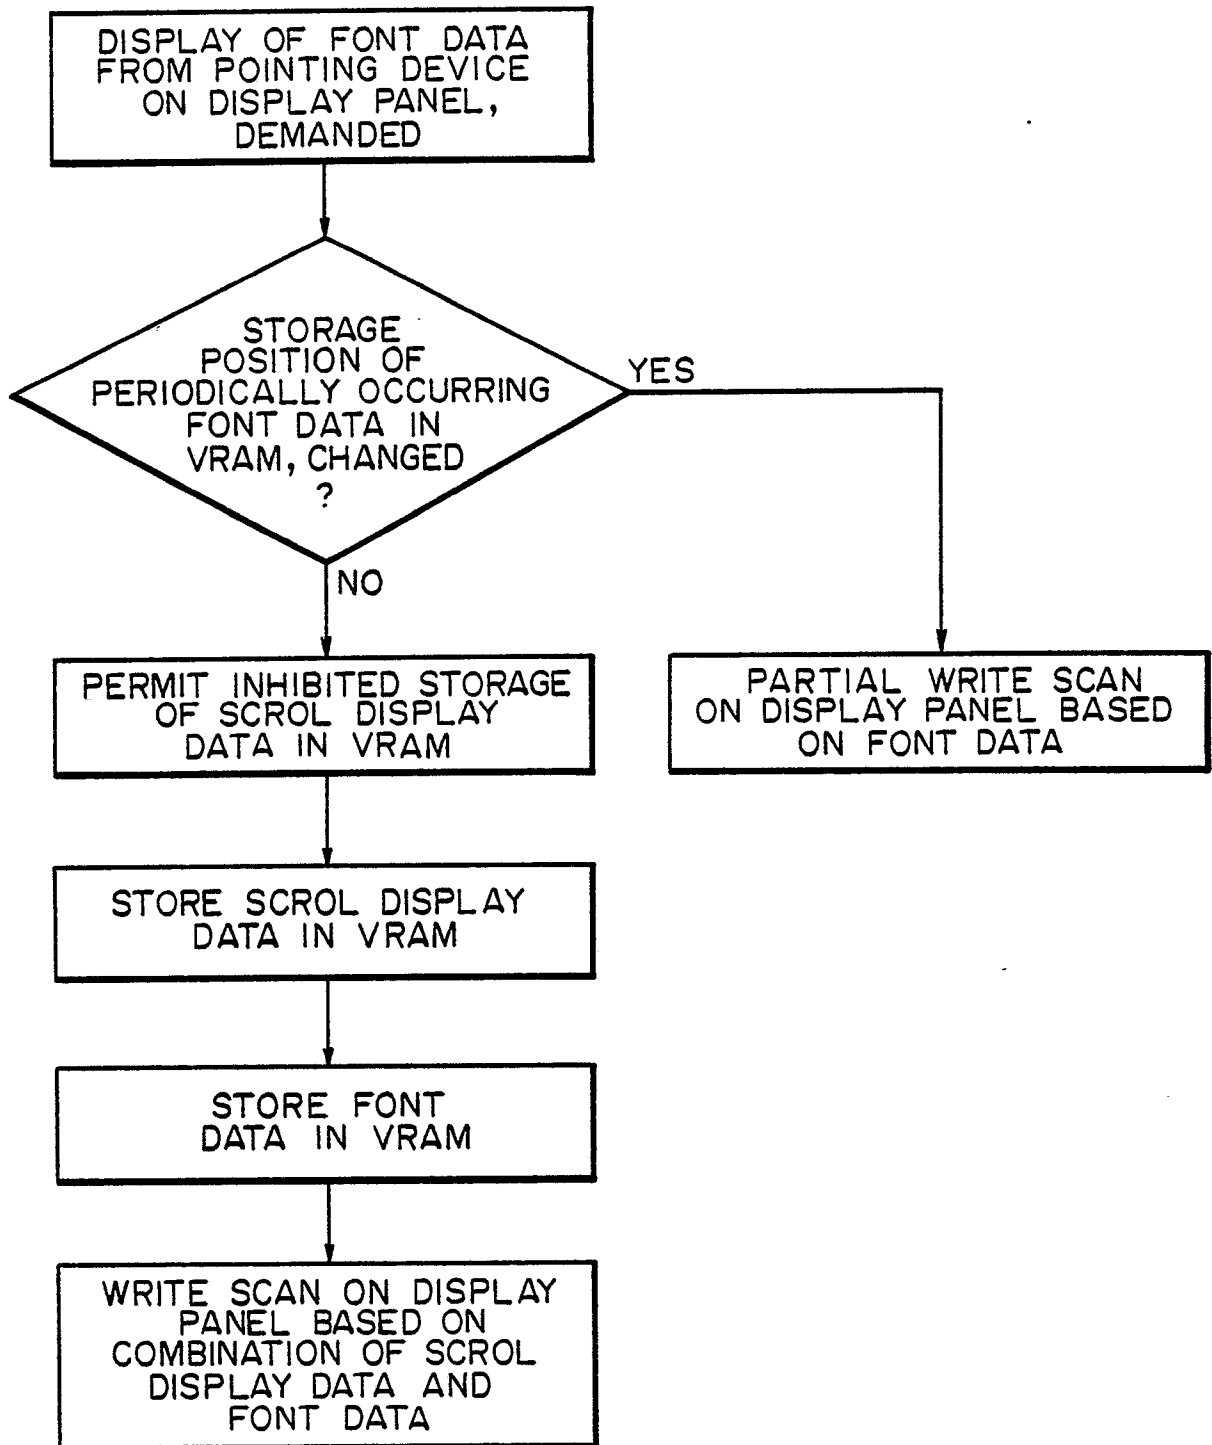 DISPLAY OF FONT DATA
FROM POINTING DEVICE
ON DISPLAY PANEL,
DEMANDED
STORAGE
POSITION OF
PERIODICALLY OCCURRING
FONT DATA IN
VRAM, CHANGED
?
YES
NO
PERMIT INHIBITED STORAGE
OF SCROL DISPLAY
DATA IN VRAM
PARTIAL WRITE SCAN
ON DISPLAY PANEL BASED
ON FONT DATA
STORE SCROL DISPLAY
DATA IN VRAM
STORE FONT
DATA IN VRAM
WRITE SCAN ON DISPLAY
PANEL BASED ON
COMBINATION OF SCROL
DISPLAY DATA AND
FONT DATA